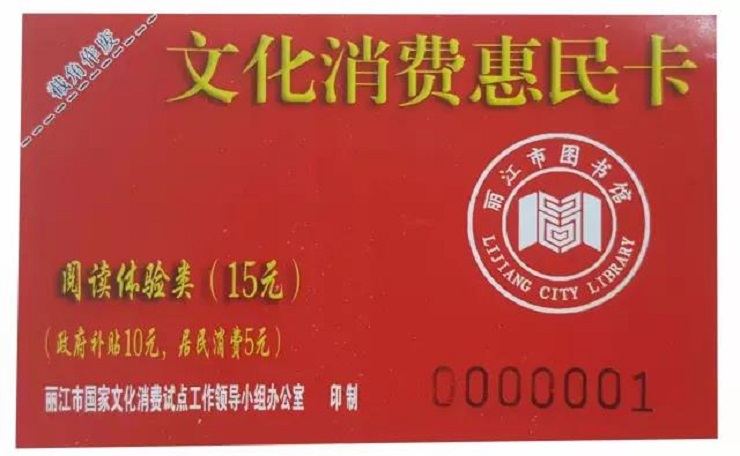 截角作废
文化消费惠民卡
丽江市图书馆
LIJIANG CITY LIBRARY
阅读体验类（15元）
（政府补贴10元，居民消费5元）
丽江市国家文化消费试点工作领导小组办公室 印制
0000001